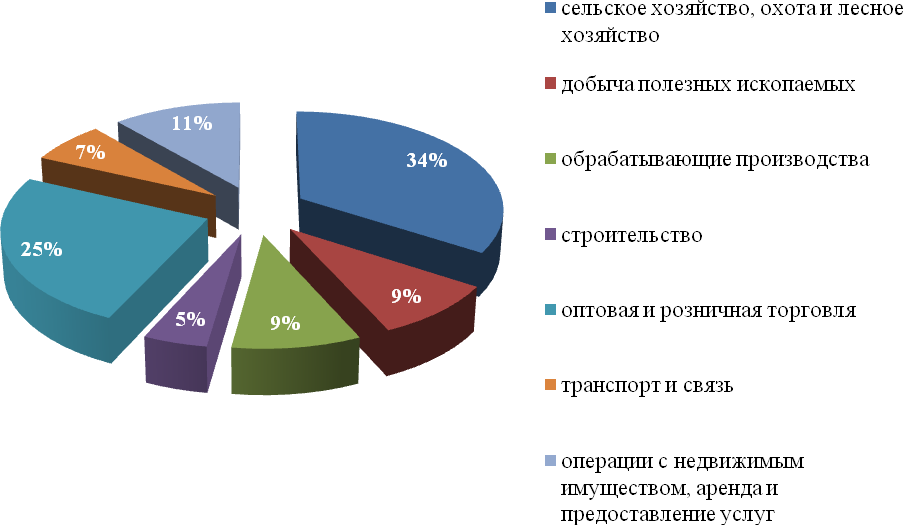 сельское хозяйство, охота и лесное
хозяйство
добыча полезных ископаемых
обрабатывающие производства
строительство
оптовая и розничная торговля
транспорт и связь
операции с недвижимым
имуществом, аренда и
предоставление услуг
34%
9%
9%
5%
25%
7%
11%